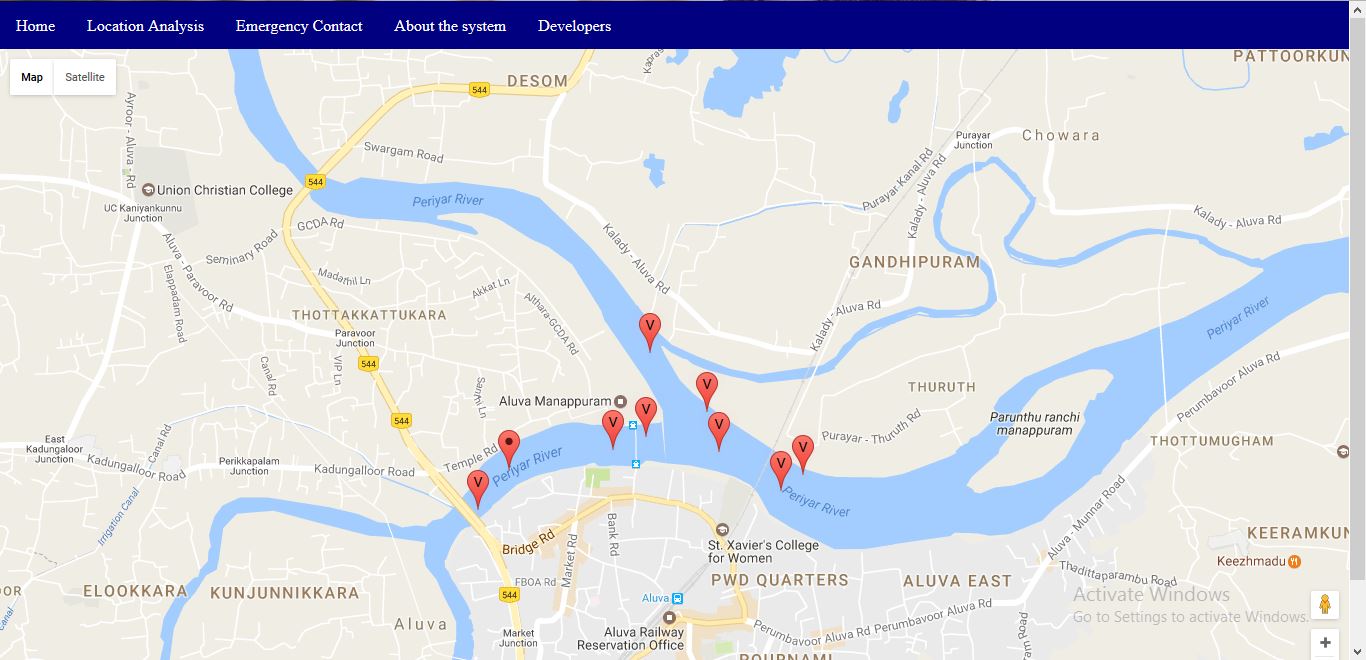 Home Location Analysis Emergency Contact About the system Developers
Map Satellite
PATTOORKUN
DESOM
544
Ayroor - Aluva - Rd
Swargam Road
Purayar
Junction
Chowara
Purayar Kanal Rd
Kalady - Aluva Rd
544
Union Christian College
UC Kaniyankunnu
Junction
Periyar River
Kalady - Aluva Rd
GCDA Rd
Seminary Road
Kalady - Aluva Rd
Aluva - Paravoor Rd
Elappadam Road
Madathil Ln
Akkat Ln
GANDHIPURAM
Althara-GCDA Rd
THOTTAKKATTUKARA
Kalady - Aluva Rd
Periyar River
V
Paravoor
Junction
544
VIP Ln
Canal Rd
THURUTH
V
Aluva Manappuram
V
V
V
544
Parunthu ranchi
manappuram
Perumbavoor Aluva Rd
Purayar - Thuruth Rd
THOTTUMUGHAM
East
Kadungalloor
Junction
Canal Rd
Kadungalloor Road
Perikkapalam
Junction
Kadungalloor Road
Temple Rd
Periyar River
V
V
V
Periyar River
Irrigation Canal
Aluva - Munnar Road
Bridge Rd
Market Rd
Bank Rd
St. Xavier's College
for Women
KEERAMKUN
Keezhmadu
Thadittaparambu Road
PWD QUARTERS
ALUVA EAST
FBOA Rd
544
OOR
ELOOKKARA
KUNJUNNIKKARA
Canal
Aluva
Aluva
Market
Junction
Aluva Railway
Reservation Office
Perumbavoor Aluva Rd Perumbavoor Aluva Rd
Activate Windows
Go to Settings to activate Windows.
+